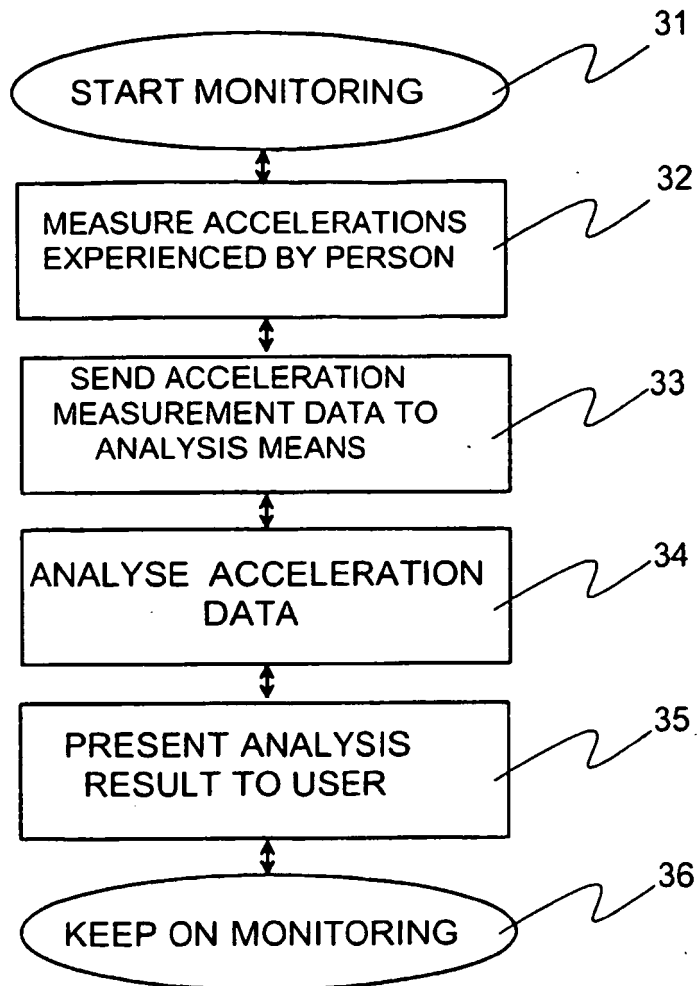 31
START MONITORING
32
MEASURE ACCELERATIONS
EXPERIENCED BY PERSON
33
SEND ACCELERATION
MEASUREMENT DATA TO
ANALYSIS MEANS
34
ANALYSE ACCELERATION
DATA
35
PRESENT ANALYSIS
RESULT TO USER
36
KEEP ON MONITORING